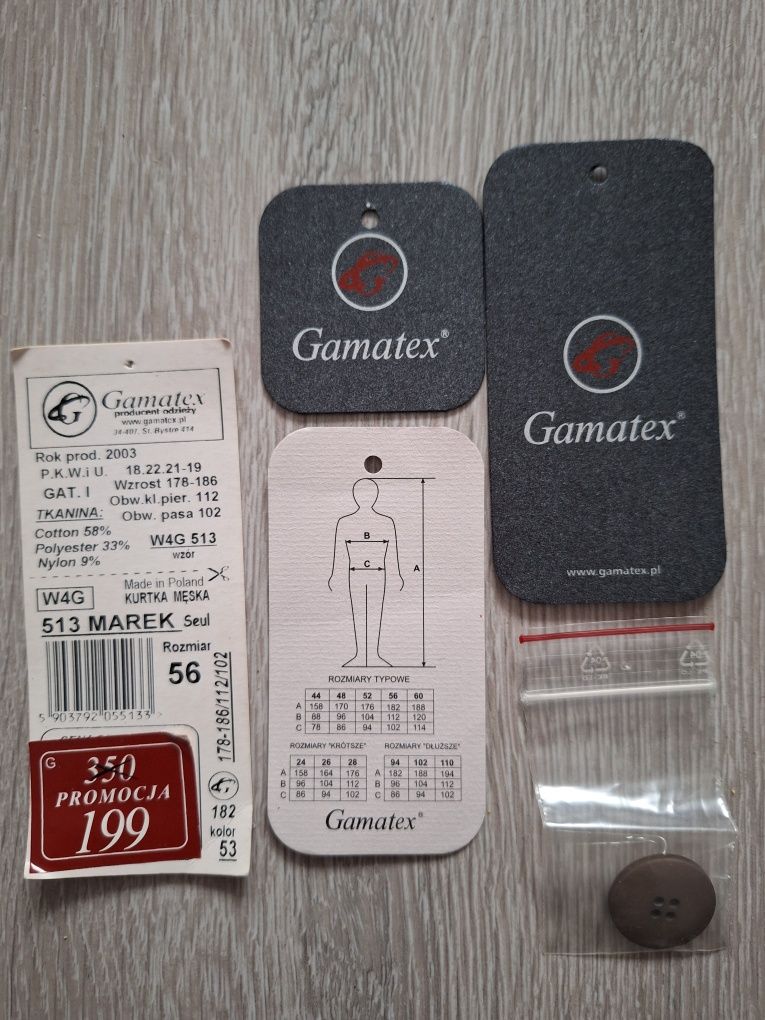 Gamatex®
Gamatex®
www.gamatex.pl
Gamatex
producent odzieży
www.gamatex.pl
34-407, St. Bystre 414
Rok prod. 2003
P.K.W.i U. 18.22.21-19
GAT. I Wzrost 178-186
Obw.kl.pier. 112
TKANINA: Obw. pasa 102
Cotton 58%
Polyester 33%
Nylon 9%
W4G 513
wzór
Made in Poland
W4G KURTKA MĘSKA
513 MAREK Seul
Rozmiar
56
5 903792 055133
178-186/112/102
G 350
PROMOCJA
199
182
kolor
53
B
C
A
ROZMIARY TYPOWE
44 48 52 56 60
A 158 170 176 182 188
B 88 96 104 112 120
C 78 86 94 102 114
ROZMIARY "KRÓTSZE"
24 26 28
A 158 164 176
B 96 104 112
C 86 94 102
ROZMIARY "DŁUŻSZE"
94 102 110
A 182 188 194
B 96 104 112
C 86 94 102
Gamatex®